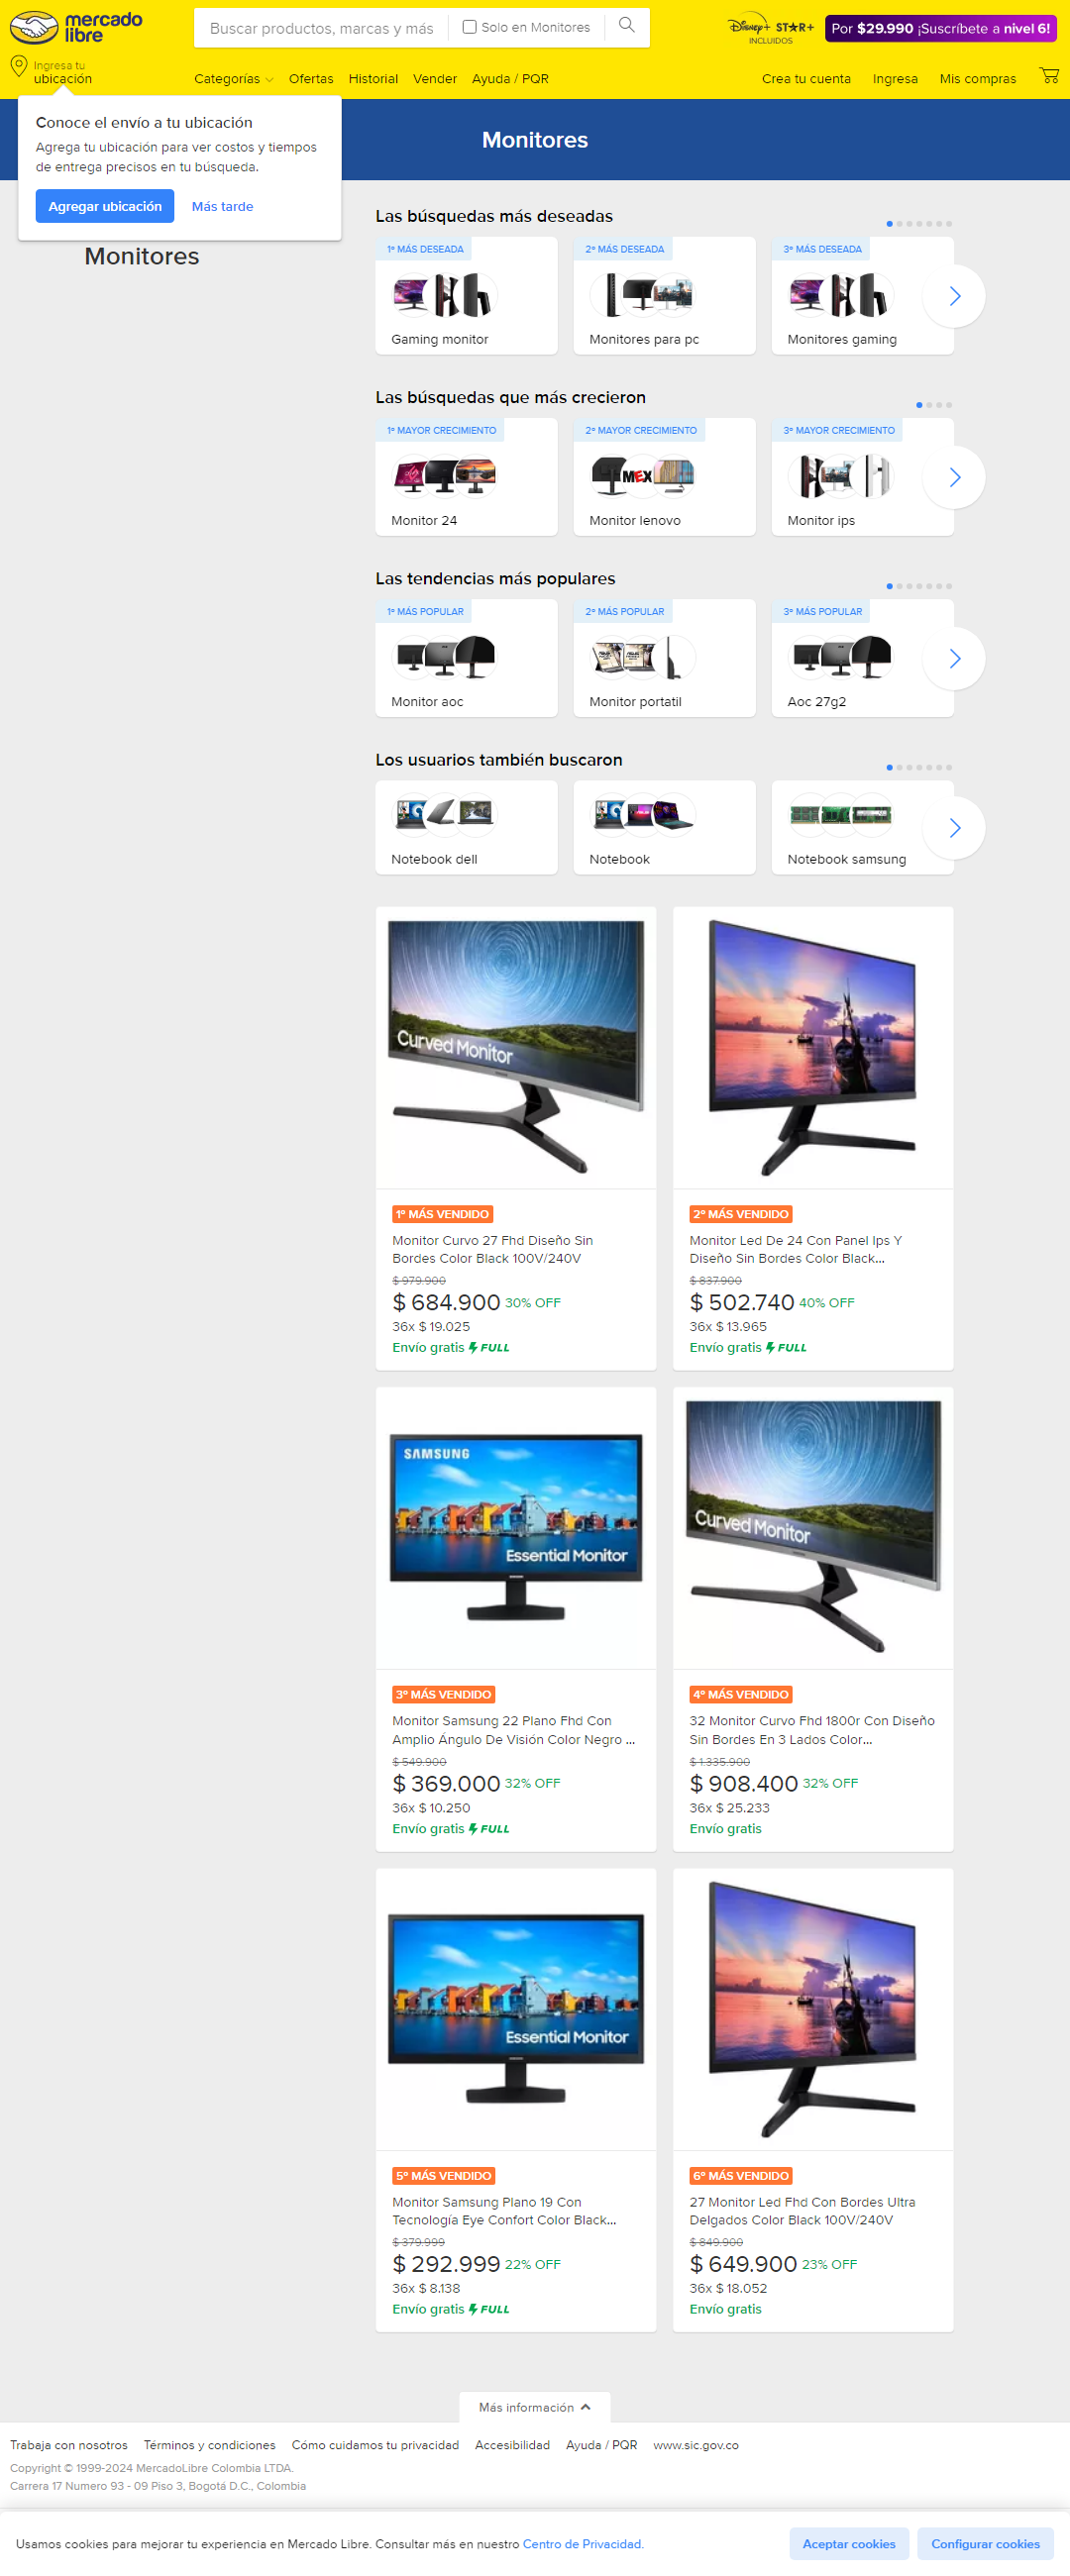 mercado
libre
Buscar productos, marcas y más
Solo en Monitores
Disney+ STAR+
INCLUIDOS
Por $29.990 ¡Suscríbete a nivel 6!
Ingresa tu
ubicación
Categorías
Ofertas
Historial
Vender
Ayuda / PQR
Crea tu cuenta
Ingresa
Mis compras
Conoce el envío a tu ubicación
Agrega tu ubicación para ver costos y tiempos
de entrega precisos en tu búsqueda.
Agregar ubicación
Más tarde
Monitores
Monitores
Las búsquedas más deseadas
1º MÁS DESEADA
2º MÁS DESEADA
3º MÁS DESEADA
Gaming monitor
Monitores para pc
Monitores gaming
Las búsquedas que más crecieron
1º MAYOR CRECIMIENTO
2º MAYOR CRECIMIENTO
3º MAYOR CRECIMIENTO
MEX
Monitor 24
Monitor lenovo
Monitor ips
Las tendencias más populares
1º MÁS POPULAR
2º MÁS POPULAR
3º MÁS POPULAR
Monitor aoc
Monitor portatil
Aoc 27g2
Los usuarios también buscaron
Notebook dell
Notebook
Notebook samsung
Curved Monitor
1º MÁS VENDIDO
Monitor Curvo 27 Fhd Diseño Sin
Bordes Color Black 100V/240V
$ 979.900
$ 684.900 30% OFF
36x $ 19.025
Envío gratis FULL
2º MÁS VENDIDO
Monitor Led De 24 Con Panel Ips Y
Diseño Sin Bordes Color Black...
$ 837.900
$ 502.740 40% OFF
36x $ 13.965
Envío gratis FULL
SAMSUNG
Essential Monitor
3º MÁS VENDIDO
Monitor Samsung 22 Plano Fhd Con
Amplio Ángulo De Visión Color Negro ...
$ 549.900
$ 369.000 32% OFF
36x $ 10.250
Envío gratis FULL
Curved Monitor
4º MÁS VENDIDO
32 Monitor Curvo Fhd 1800r Con Diseño
Sin Bordes En 3 Lados Color...
$ 1.335.900
$ 908.400 32% OFF
36x $ 25.233
Envío gratis
Essential Monitor
5º MÁS VENDIDO
Monitor Samsung Plano 19 Con
Tecnología Eye Confort Color Black...
$ 379.999
$ 292.999 22% OFF
36x $ 8.138
Envío gratis FULL
6º MÁS VENDIDO
27 Monitor Led Fhd Con Bordes Ultra
Delgados Color Black 100V/240V
$ 849.900
$ 649.900 23% OFF
36x $ 18.052
Envío gratis
Más información
Trabaja con nosotros
Términos y condiciones
Cómo cuidamos tu privacidad
Accesibilidad
Ayuda / PQR
www.sic.gov.co
Copyright © 1999-2024 MercadoLibre Colombia LTDA.
Carrera 17 Numero 93 - 09 Piso 3, Bogotá D.C., Colombia
Usamos cookies para mejorar tu experiencia en Mercado Libre. Consultar más en nuestro Centro de Privacidad.
Aceptar cookies
Configurar cookies